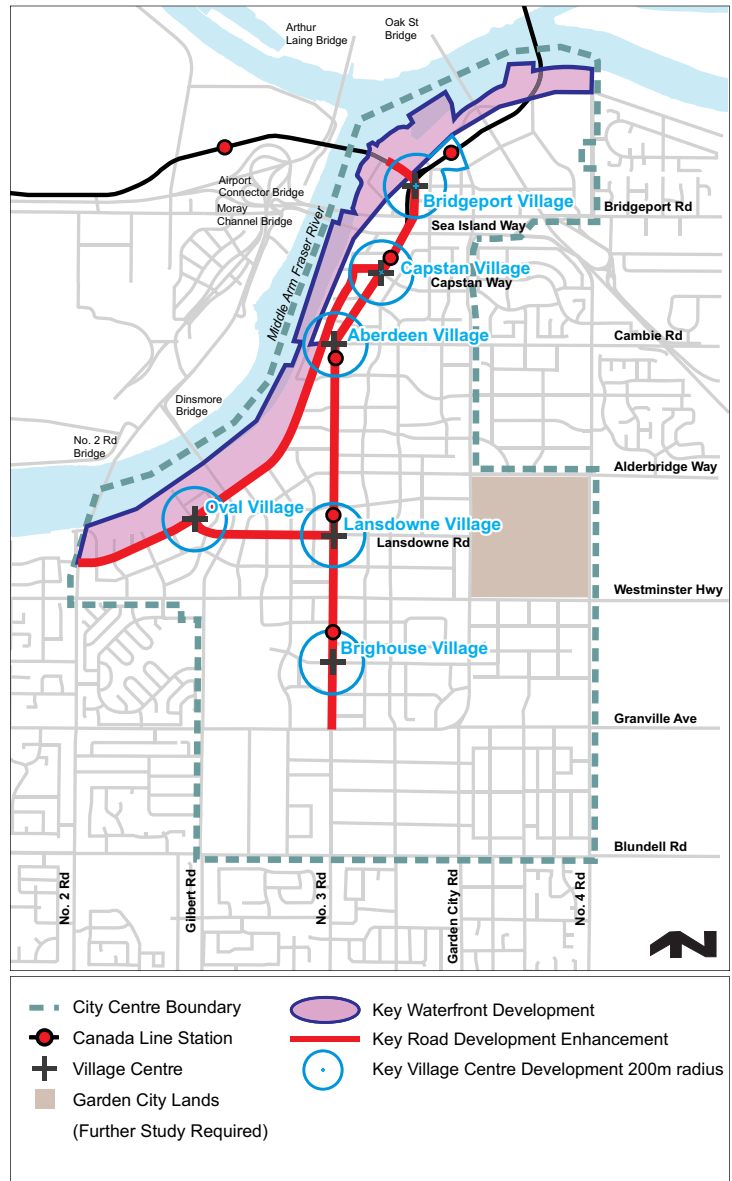 Arthur
Laing Bridge
Oak St
Bridge
Airport
Connector Bridge
Moray
Channel Bridge
Bridgeport Village
Bridgeport Rd
Sea Island Way
Middle Arm Fraser River
Capstan Village
Capstan Way
Aberdeen Village
Cambie Rd
Dinsmore
Bridge
No. 2 Rd
Bridge
Alderbridge Way
Oval Village
Lansdowne Village
Lansdowne Rd
Westminster Hwy
Brighouse Village
Granville Ave
Blundell Rd
No. 2 Rd
Gilbert Rd
No. 3 Rd
Garden City Rd
No. 4 Rd
N
City Centre Boundary
Canada Line Station
Village Centre
Garden City Lands
(Further Study Required)
Key Waterfront Development
Key Road Development Enhancement
Key Village Centre Development 200m radius